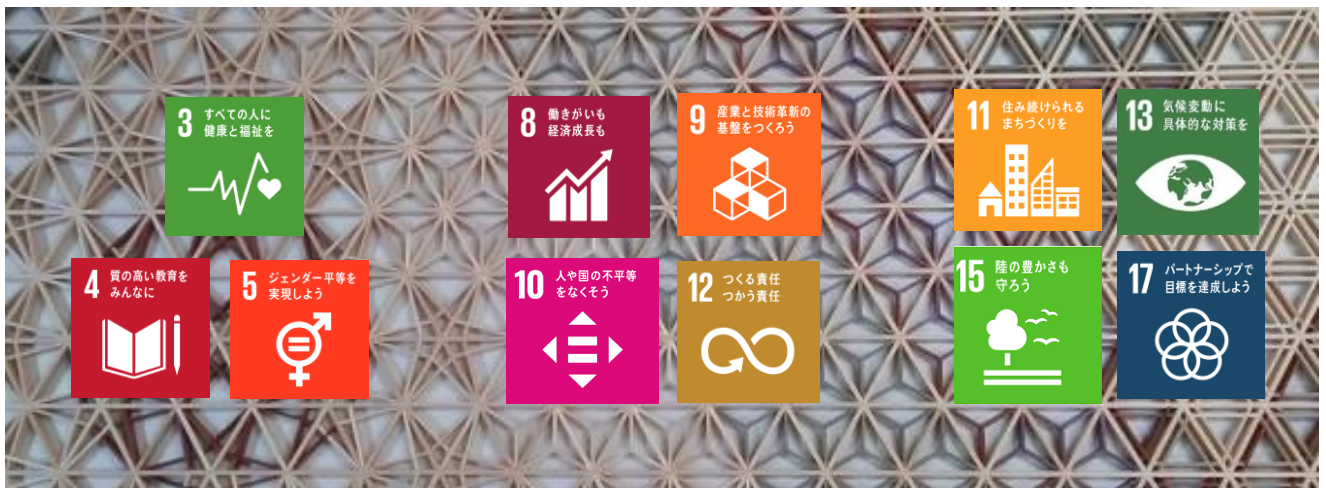 3 すべての人に
健康と福祉を
4 質の高い教育を
みんなに
5 ジェンダー平等を
実現しよう
8 働きがいも
経済成長も
9 産業と技術革新の
基盤をつくろう
10 人や国の不平等
をなくそう
12 つくる責任
つかう責任
11 住み続けられる
まちづくりを
13 気候変動に
具体的な対策を
15 陸の豊かさも
守ろう
17 パートナーシップで
目標を達成しよう